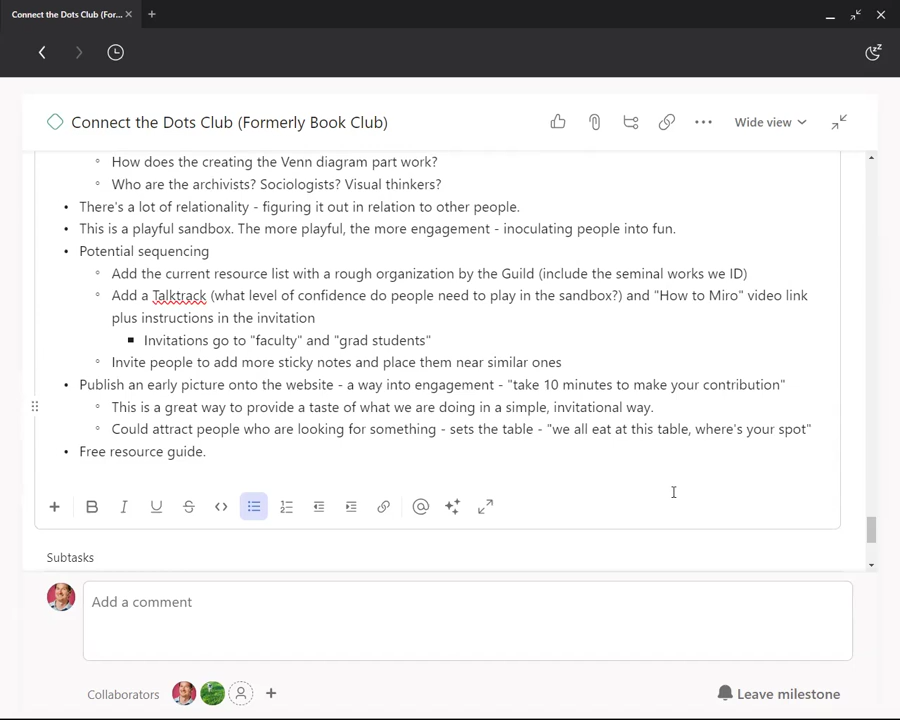 Connect the Dots Club (For...
Connect the Dots Club (Formerly Book Club)
Wide view
How does the creating the Venn diagram part work?
Who are the archivists? Sociologists? Visual thinkers?
There's a lot of relationality - figuring it out in relation to other people.
This is a playful sandbox. The more playful, the more engagement - inoculating people into fun.
Potential sequencing
Add the current resource list with a rough organization by the Guild (include the seminal works we ID)
Add a Talktrack (what level of confidence do people need to play in the sandbox?) and "How to Miro" video link
plus instructions in the invitation
Invitations go to "faculty" and "grad students"
Invite people to add more sticky notes and place them near similar ones
Publish an early picture onto the website - a way into engagement - "take 10 minutes to make your contribution"
This is a great way to provide a taste of what we are doing in a simple, invitational way.
Could attract people who are looking for something - sets the table - "we all eat at this table, where's your spot"
Free resource guide.
Subtasks
Add a comment
Collaborators
Leave milestone